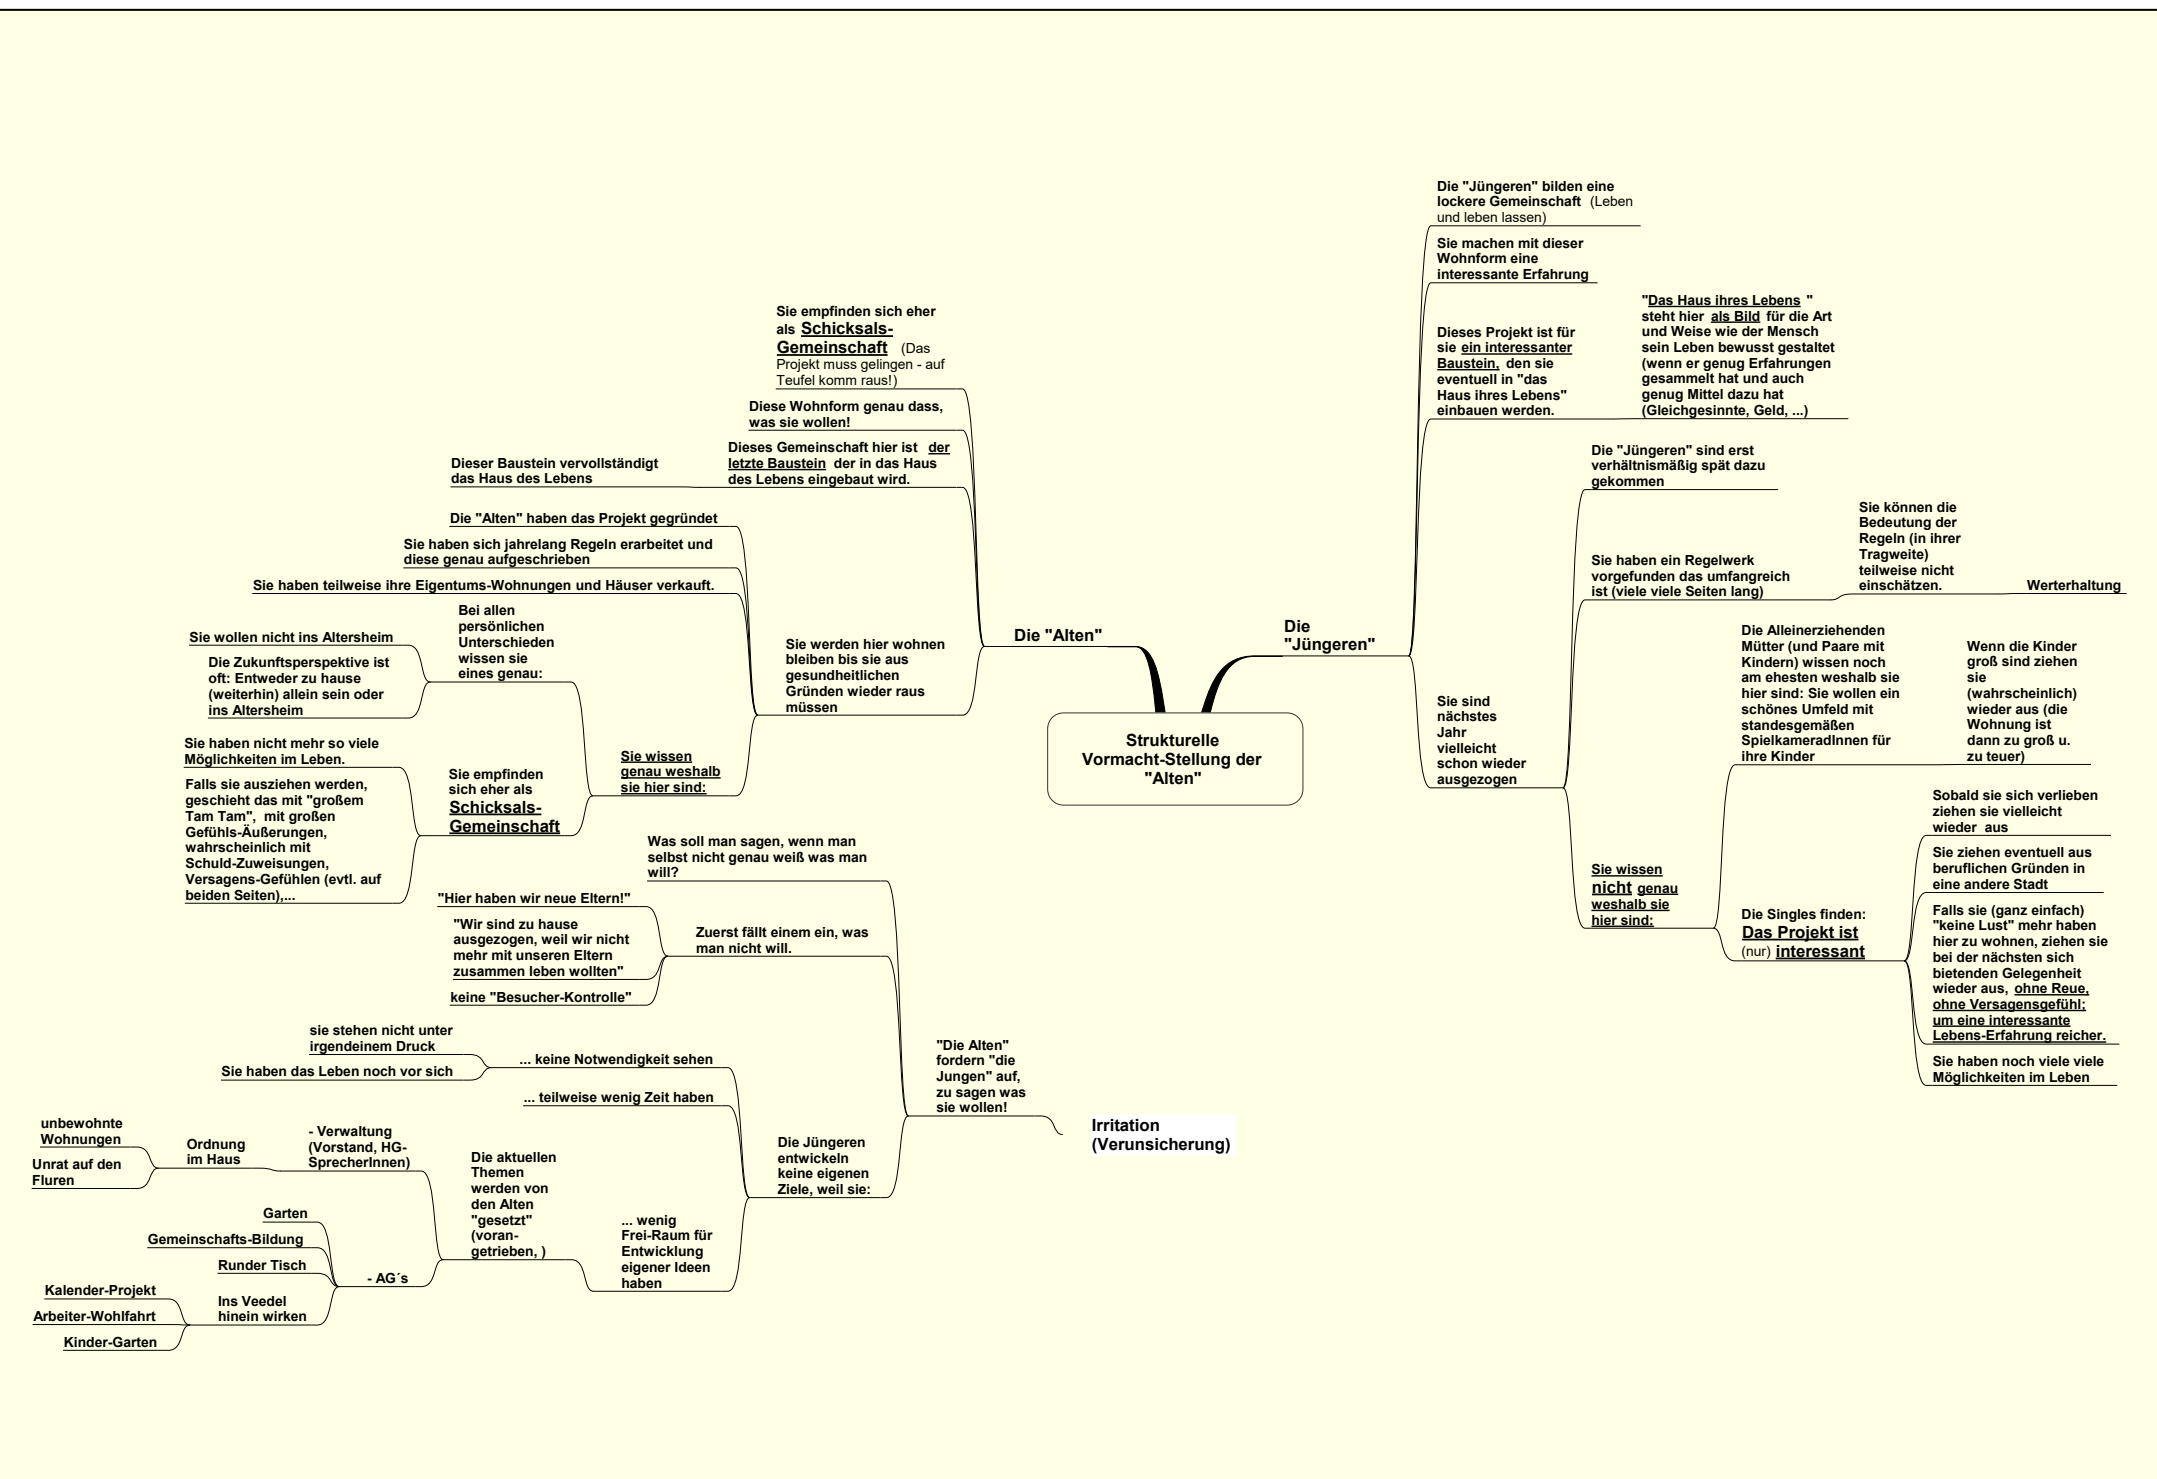 Strukturelle
Vormacht-Stellung der
"Alten"
Die "Alten"
Sie empfinden sich eher
als Schicksals-
Gemeinschaft (Das
Projekt muss gelingen - auf
Teufel komm raus!)
Diese Wohnform genau dass,
was sie wollen!
Dieses Gemeinschaft hier ist der
letzte Baustein der in das Haus
des Lebens eingebaut wird.
Dieser Baustein vervollständigt
das Haus des Lebens
Sie werden hier wohnen
bleiben bis sie aus
gesundheitlichen
Gründen wieder raus
müssen
Die "Alten" haben das Projekt gegründet
Sie haben sich jahrelang Regeln erarbeitet und
diese genau aufgeschrieben
Sie haben teilweise ihre Eigentums-Wohnungen und Häuser verkauft.
Sie wissen
genau weshalb
sie hier sind:
Bei allen
persönlichen
Unterschieden
wissen sie
eines genau:
Sie wollen nicht ins Altersheim
Die Zukunftsperspektive ist
oft: Entweder zu hause
(weiterhin) allein sein oder
ins Altersheim
Sie empfinden
sich eher als
Schicksals-
Gemeinschaft
Sie haben nicht mehr so viele
Möglichkeiten im Leben.
Falls sie ausziehen werden,
geschieht das mit "großem
Tam Tam", mit großen
Gefühls-Äußerungen,
wahrscheinlich mit
Schuld-Zuweisungen,
Versagens-Gefühlen (evtl. auf
beiden Seiten),...
Die
"Jüngeren"
Die "Jüngeren" bilden eine
lockere Gemeinschaft (Leben
und leben lassen)
Sie machen mit dieser
Wohnform eine
interessante Erfahrung
Dieses Projekt ist für
sie ein interessanter
Baustein, den sie
eventuell in "das
Haus ihres Lebens"
einbauen werden.
"Das Haus ihres Lebens "
steht hier als Bild für die Art
und Weise wie der Mensch
sein Leben bewusst gestaltet
(wenn er genug Erfahrungen
gesammelt hat und auch
genug Mittel dazu hat
(Gleichgesinnte, Geld, ...)
Sie sind
nächstes
Jahr
vielleicht
schon wieder
ausgezogen
Die "Jüngeren" sind erst
verhältnismäßig spät dazu
gekommen
Sie haben ein Regelwerk
vorgefunden das umfangreich
ist (viele viele Seiten lang)
Sie können die
Bedeutung der
Regeln (in ihrer
Tragweite)
teilweise nicht
einschätzen.
Werterhaltung
Sie wissen
nicht genau
weshalb sie
hier sind:
Die Alleinerziehenden
Mütter (und Paare mit
Kindern) wissen noch
am ehesten weshalb sie
hier sind: Sie wollen ein
schönes Umfeld mit
standesgemäßen
SpielkameradInnen für
ihre Kinder
Wenn die Kinder
groß sind ziehen
sie
(wahrscheinlich)
wieder aus (die
Wohnung ist
dann zu groß u.
zu teuer)
Die Singles finden:
Das Projekt ist
(nur) interessant
Sobald sie sich verlieben
ziehen sie vielleicht
wieder aus
Sie ziehen eventuell aus
beruflichen Gründen in
eine andere Stadt
Falls sie (ganz einfach)
"keine Lust" mehr haben
hier zu wohnen, ziehen sie
bei der nächsten sich
bietenden Gelegenheit
wieder aus, ohne Reue,
ohne Versagensgefühl;
um eine interessante
Lebens-Erfahrung reicher.
Sie haben noch viele viele
Möglichkeiten im Leben
Irritation
(Verunsicherung)
"Die Alten"
fordern "die
Jungen" auf,
zu sagen was
sie wollen!
Was soll man sagen, wenn man
selbst nicht genau weiß was man
will?
Zuerst fällt einem ein, was
man nicht will.
"Hier haben wir neue Eltern!"
"Wir sind zu hause
ausgezogen, weil wir nicht
mehr mit unseren Eltern
zusammen leben wollten"
keine "Besucher-Kontrolle"
Die Jüngeren
entwickeln
keine eigenen
Ziele, weil sie:
... keine Notwendigkeit sehen
sie stehen nicht unter
irgendeinem Druck
Sie haben das Leben noch vor sich
... teilweise wenig Zeit haben
... wenig
Frei-Raum für
Entwicklung
eigener Ideen
haben
Die aktuellen
Themen
werden von
den Alten
"gesetzt"
(voran-
getrieben, )
- Verwaltung
(Vorstand, HG-
SprecherInnen)
Ordnung
im Haus
unbewohnte
Wohnungen
Unrat auf den
Fluren
- AG´s
Garten
Gemeinschafts-Bildung
Runder Tisch
Ins Veedel
hinein wirken
Kalender-Projekt
Arbeiter-Wohlfahrt
Kinder-Garten